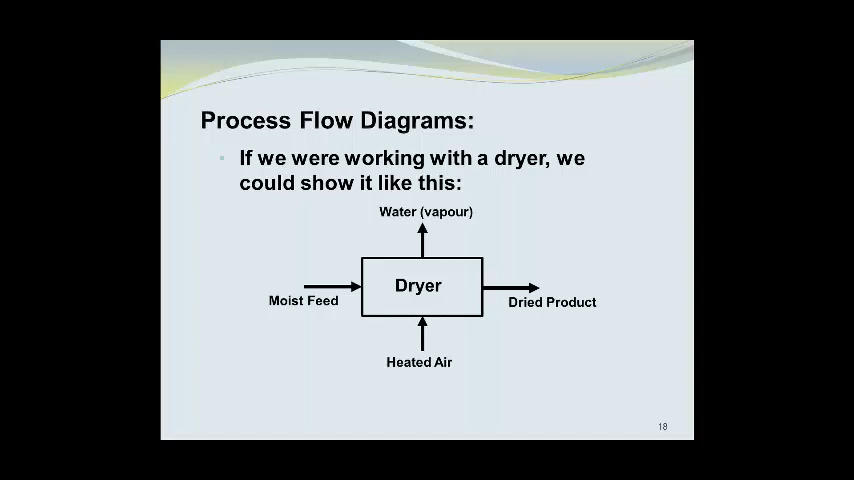 Process Flow Diagrams:
If we were working with a dryer, we
could show it like this:
Water (vapour)
Dryer
Moist Feed
Dried Product
Heated Air
18